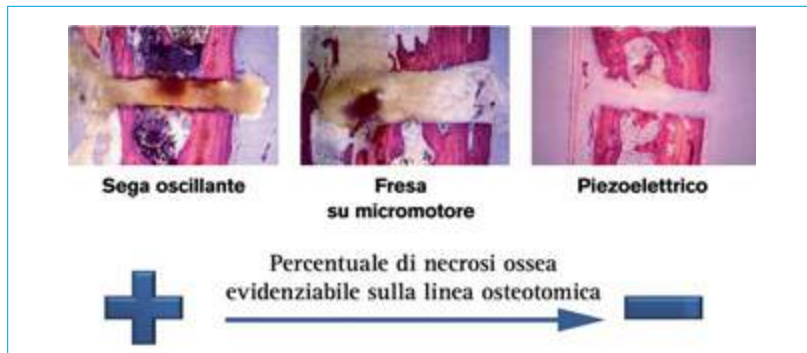 Sega oscillante
Fresa
su micromotore
Piezoelettrico
Percentuale di necrosi ossea
evidenziabile sulla linea osteotomica